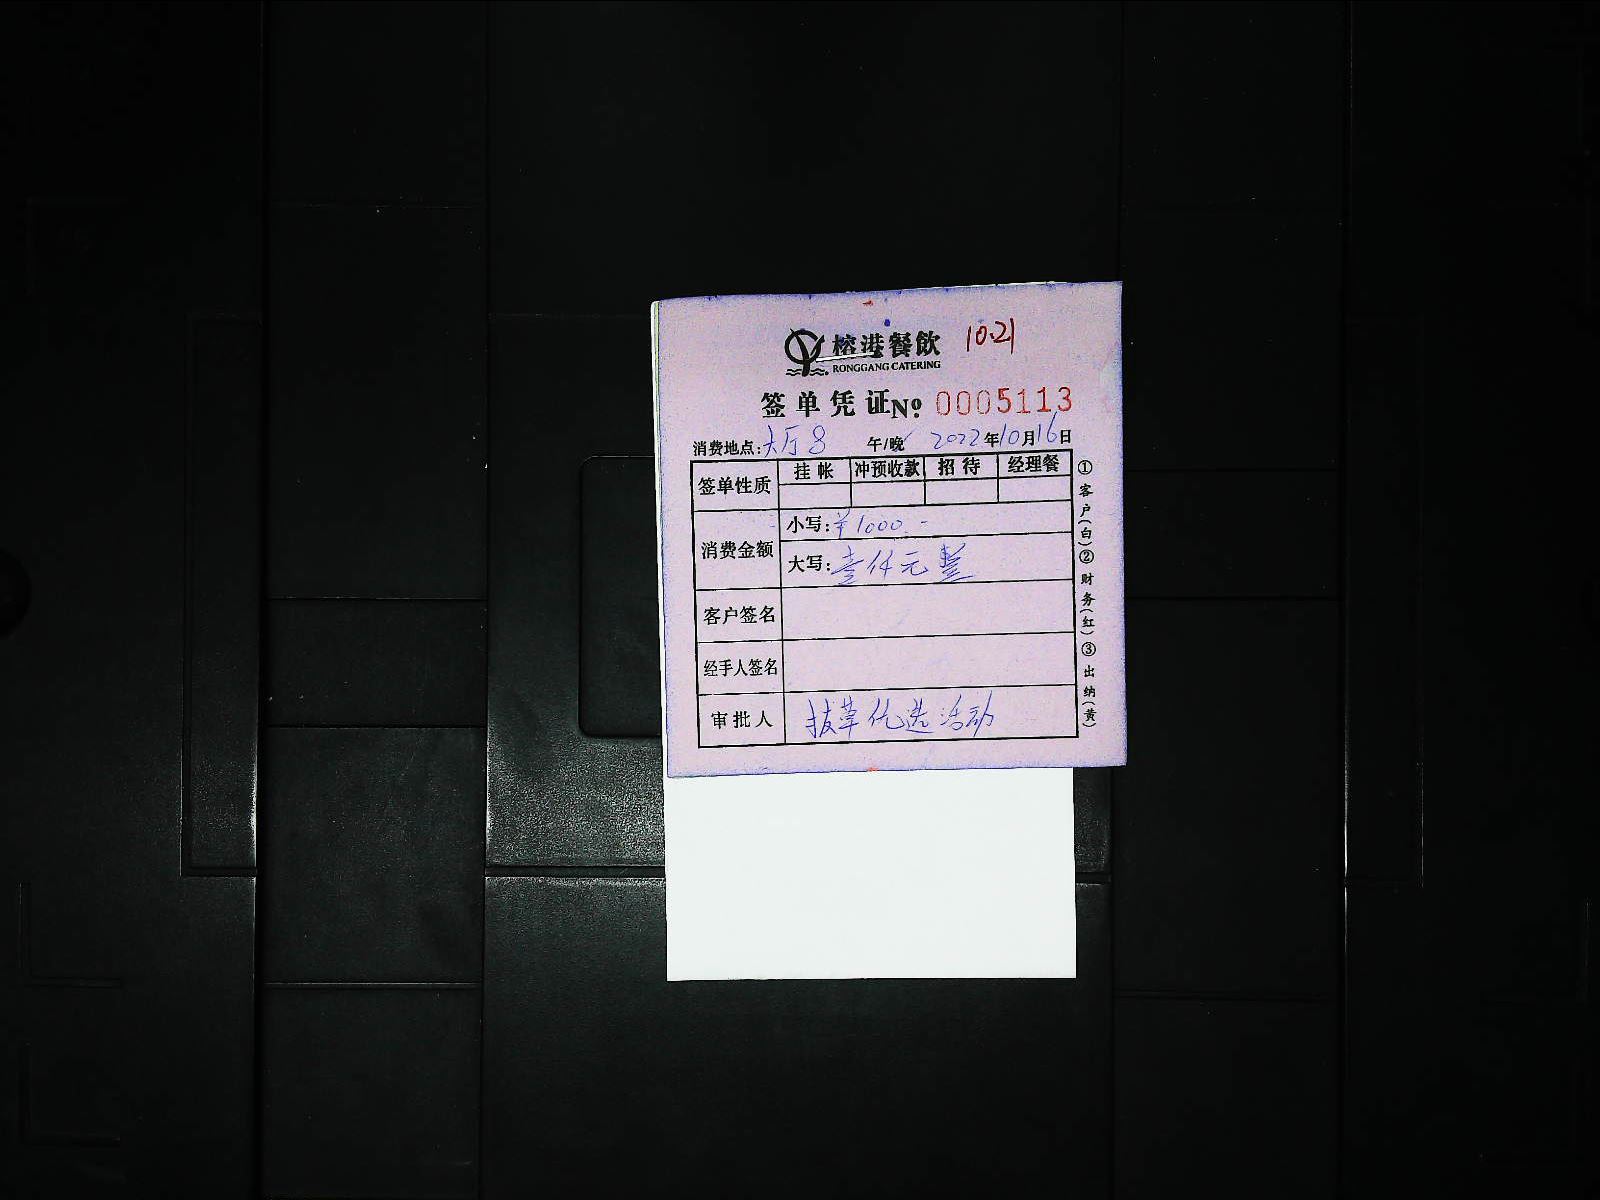 榕港餐飲 10.21
RONGGANG CATERING
签单凭证 No 0005113
消费地点:大厅8 午/晚 2022年10月16日
签单性质 挂帐 冲预收款 招待 经理餐
消费金额 小写:¥1000.-
大写:壹仟元整
客户签名
经手人签名
审批人 拔草优选活动
①客户(白)②财务(红)③出纳(黄)